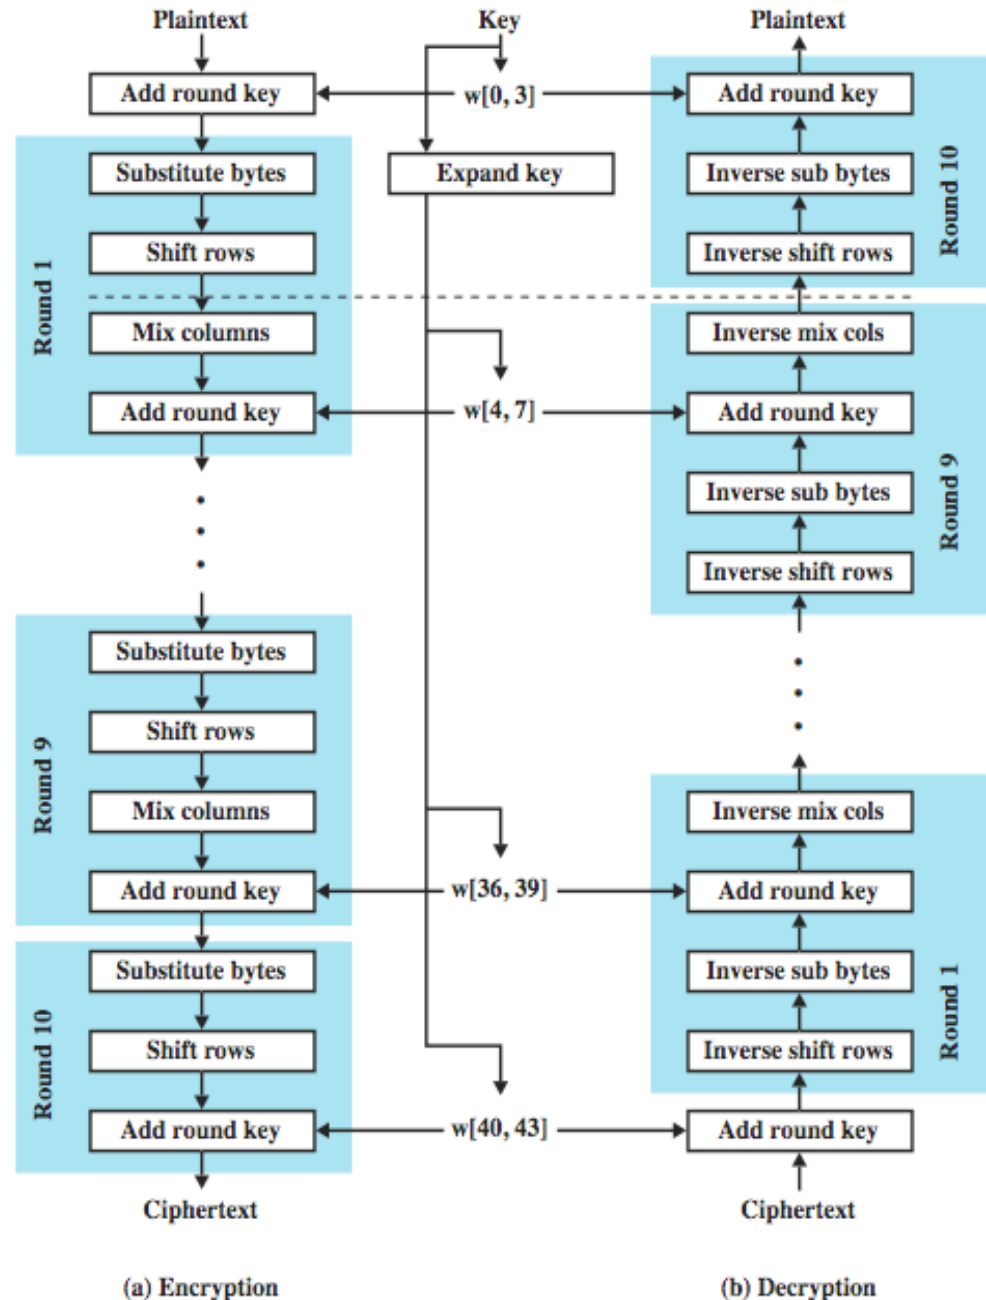 Plaintext
Add round key
Round 1
Substitute bytes
Shift rows
Mix columns
Add round key
Round 9
Substitute bytes
Shift rows
Mix columns
Add round key
Round 10
Substitute bytes
Shift rows
Add round key
Ciphertext
(a) Encryption
Key
w[0, 3]
Expand key
w[4, 7]
w[36, 39]
w[40, 43]
Plaintext
Add round key
Inverse sub bytes
Inverse shift rows
Round 10
Inverse mix cols
Add round key
Inverse sub bytes
Inverse shift rows
Round 9
Inverse mix cols
Add round key
Inverse sub bytes
Inverse shift rows
Round 1
Add round key
Ciphertext
(b) Decryption